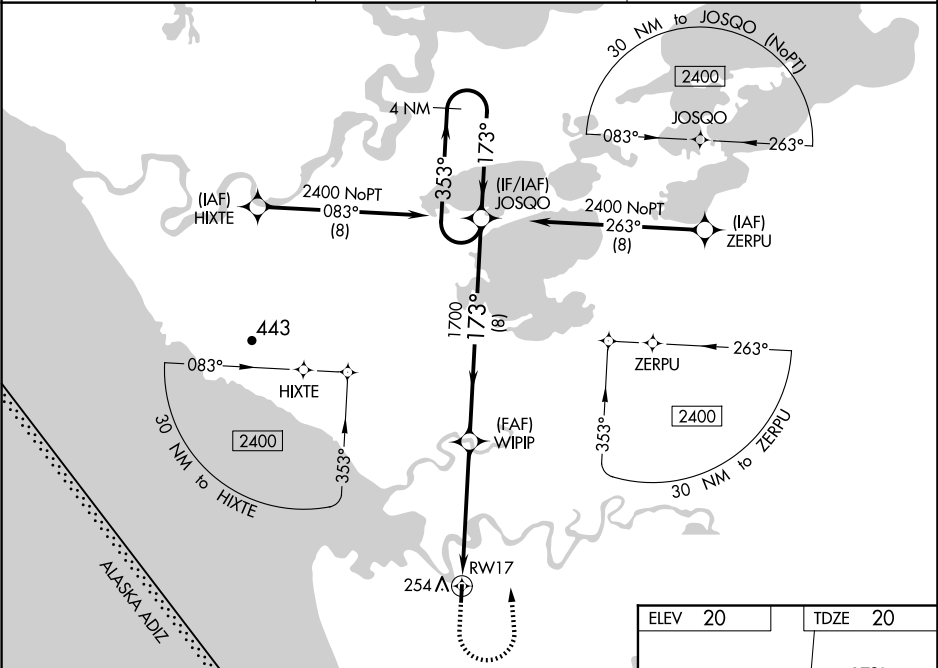 30 NM to JOSQO (NoPT)
2400
JOSQO
083°
263°
4 NM
353°
173°
(IF/IAF)
JOSQO
(IAF)
HIXTE
2400 NoPT
083°
(8)
2400 NoPT
263°
(8)
(IAF)
ZERPU
1700
173°
(8)
443
083°
HIXTE
2400
353°
30 NM to HIXTE
263°
ZERPU
2400
353°
30 NM to ZERPU
(FAF)
WIPIP
ALASKA ADIZ
RW17
254
ELEV 20
TDZE 20